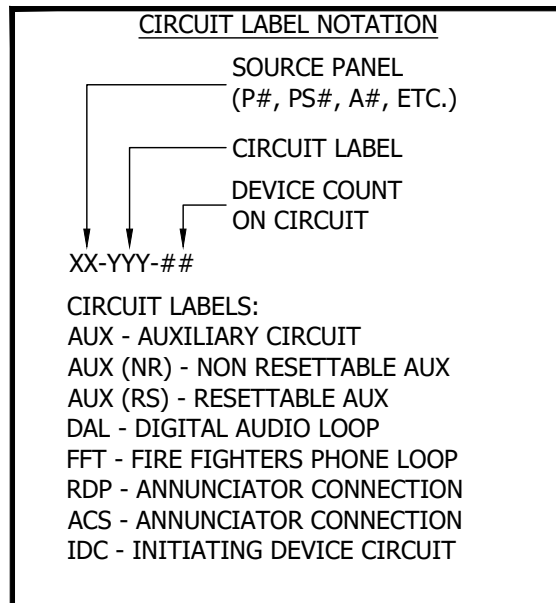 CIRCUIT LABEL NOTATION
SOURCE PANEL
(P#, PS#, A#, ETC.)
CIRCUIT LABEL
DEVICE COUNT
ON CIRCUIT
XX-YYY-##
CIRCUIT LABELS:
AUX - AUXILIARY CIRCUIT
AUX (NR) - NON RESETTABLE AUX
AUX (RS) - RESETTABLE AUX
DAL - DIGITAL AUDIO LOOP
FFT - FIRE FIGHTERS PHONE LOOP
RDP - ANNUNCIATOR CONNECTION
ACS - ANNUNCIATOR CONNECTION
IDC - INITIATING DEVICE CIRCUIT